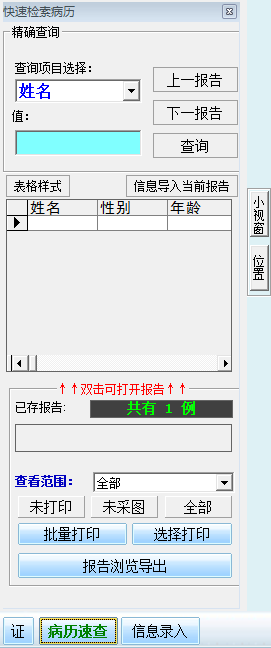 快速检索病历
精确查询
查询项目选择:
姓名
上一报告
值:
下一报告
查询
表格样式 信息导入当前报告
姓名 性别 年龄
小视窗
位置
↑↑双击可打开报告↑↑
已存报告: 共有 1 例
查看范围: 全部
未打印 未采图 全部
批量打印 选择打印
报告浏览导出
证 病历速查 信息录入